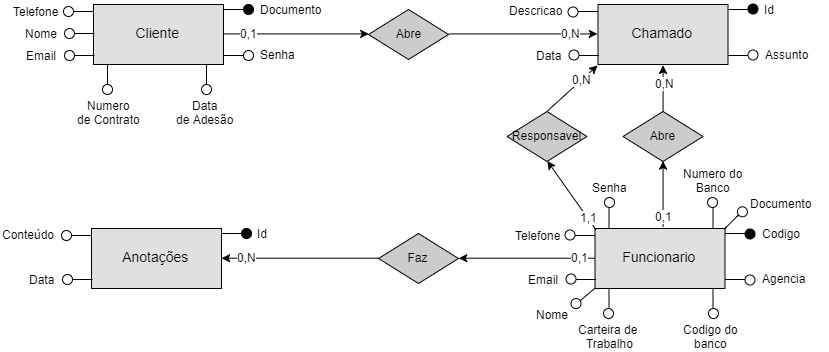 Telefone
Nome
Email
Cliente
Documento
Senha
Numero
de Contrato
Data
de Adesão
0,1
Abre
0,N
Descricao
Data
Chamado
Id
Assunto
0,N
0,N
Responsavel
Abre
1,1
0,1
Senha
Numero do
Banco
Documento
Telefone
Codigo
Funcionario
Email
Agencia
Nome
Carteira de
Trabalho
Codigo do
banco
0,1
Faz
0,N
Conteúdo
Id
Anotações
Data